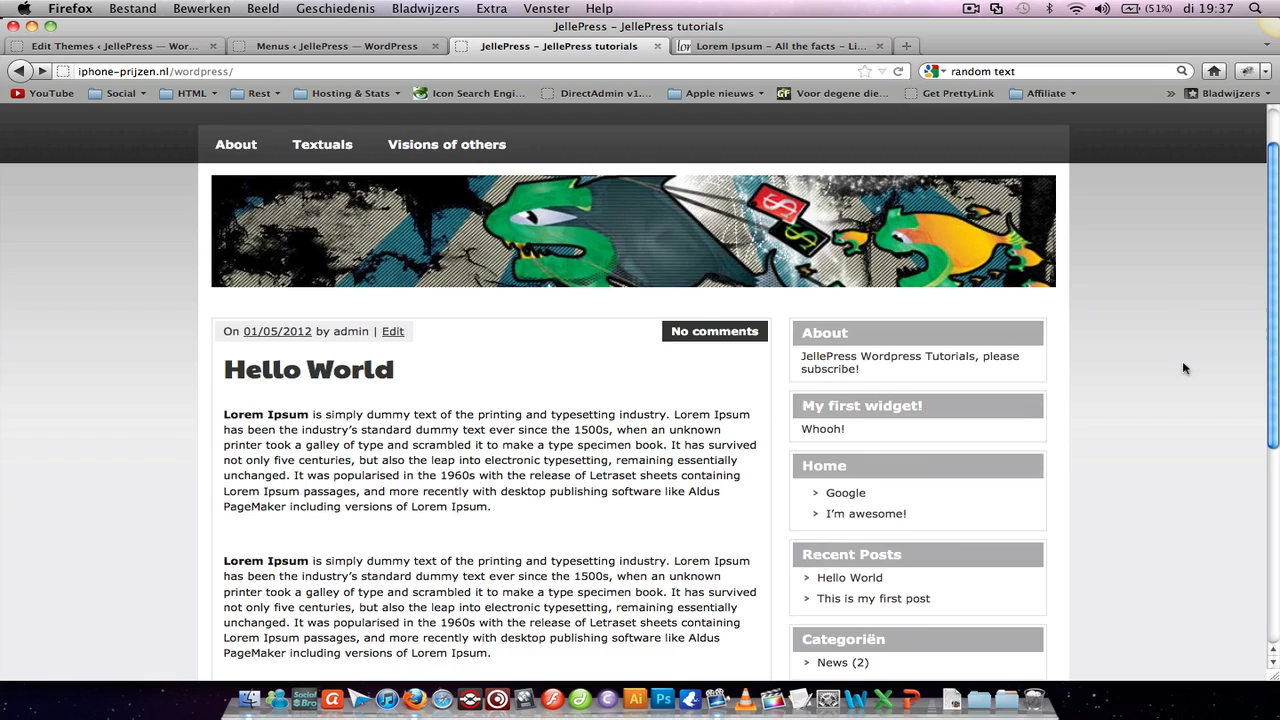 Firefox Bestand Bewerken Beeld Geschiedenis Bladwijzers Extra Venster Help (51%) di 19:37
JellePress – JellePress tutorials
Edit Themes ‹ JellePress — Wor... Menus ‹ JellePress — WordPress JellePress – JellePress tutorials Lorem Ipsum – All the facts – Li...
iphone-prijzen.nl/wordpress/ random text
YouTube Social HTML Rest Hosting & Stats Icon Search Engi... DirectAdmin v1.... Apple nieuws GF Voor degene die... Get PrettyLink Affiliate » Bladwijzers
About Textuals Visions of others
On 01/05/2012 by admin | Edit
No comments
Hello World
Lorem Ipsum is simply dummy text of the printing and typesetting industry. Lorem Ipsum
has been the industry’s standard dummy text ever since the 1500s, when an unknown
printer took a galley of type and scrambled it to make a type specimen book. It has survived
not only five centuries, but also the leap into electronic typesetting, remaining essentially
unchanged. It was popularised in the 1960s with the release of Letraset sheets containing
Lorem Ipsum passages, and more recently with desktop publishing software like Aldus
PageMaker including versions of Lorem Ipsum.
Lorem Ipsum is simply dummy text of the printing and typesetting industry. Lorem Ipsum
has been the industry’s standard dummy text ever since the 1500s, when an unknown
printer took a galley of type and scrambled it to make a type specimen book. It has survived
not only five centuries, but also the leap into electronic typesetting, remaining essentially
unchanged. It was popularised in the 1960s with the release of Letraset sheets containing
Lorem Ipsum passages, and more recently with desktop publishing software like Aldus
PageMaker including versions of Lorem Ipsum.
About
JellePress Wordpress Tutorials, please
subscribe!
My first widget!
Whooh!
Home
Google
I’m awesome!
Recent Posts
Hello World
This is my first post
Categoriën
News (2)
Social
Bro
Ai Ps